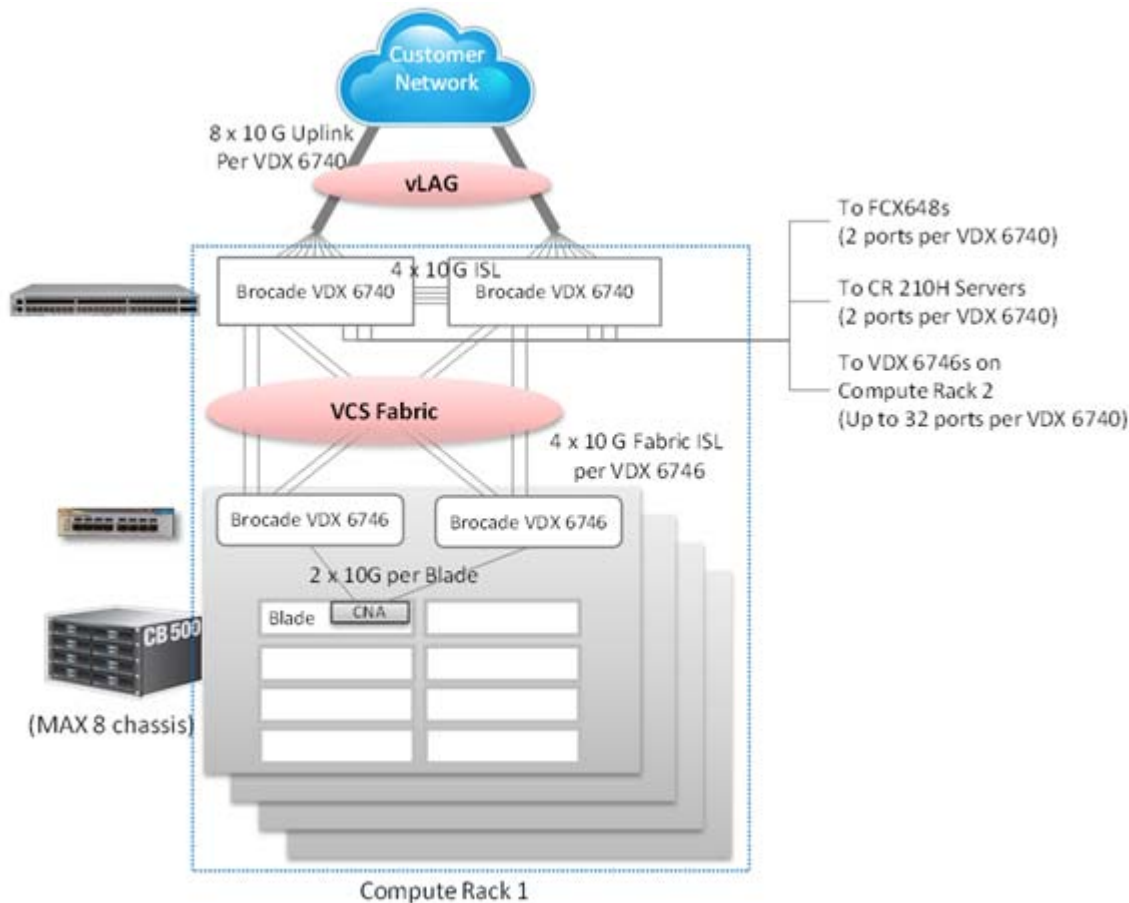 Customer
Network
8 x 10 G Uplink
Per VDX 6740
vLAG
To FCX648s
(2 ports per VDX 6740)
4 x 10 G ISL
Brocade VDX 6740
Brocade VDX 6740
To CR 210H Servers
(2 ports per VDX 6740)
To VDX 6746s on
Compute Rack 2
(Up to 32 ports per VDX 6740)
VCS Fabric
4 x 10 G Fabric ISL
per VDX 6746
Brocade VDX 6746
Brocade VDX 6746
2 x 10G per Blade
Blade
CNA
CB 500
(MAX 8 chassis)
Compute Rack 1